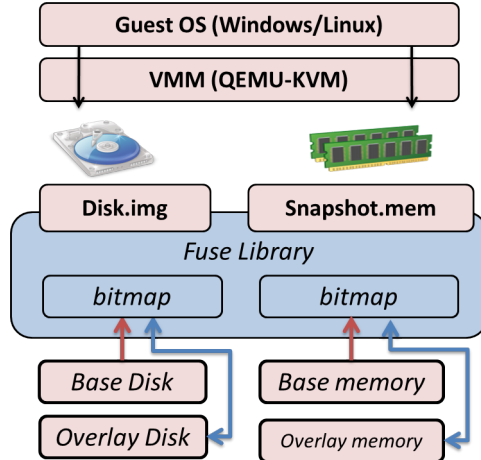 Guest OS (Windows/Linux)
VMM (QEMU-KVM)
Disk.img
Snapshot.mem
Fuse Library
bitmap
bitmap
Base Disk
Base memory
Overlay Disk
Overlay memory